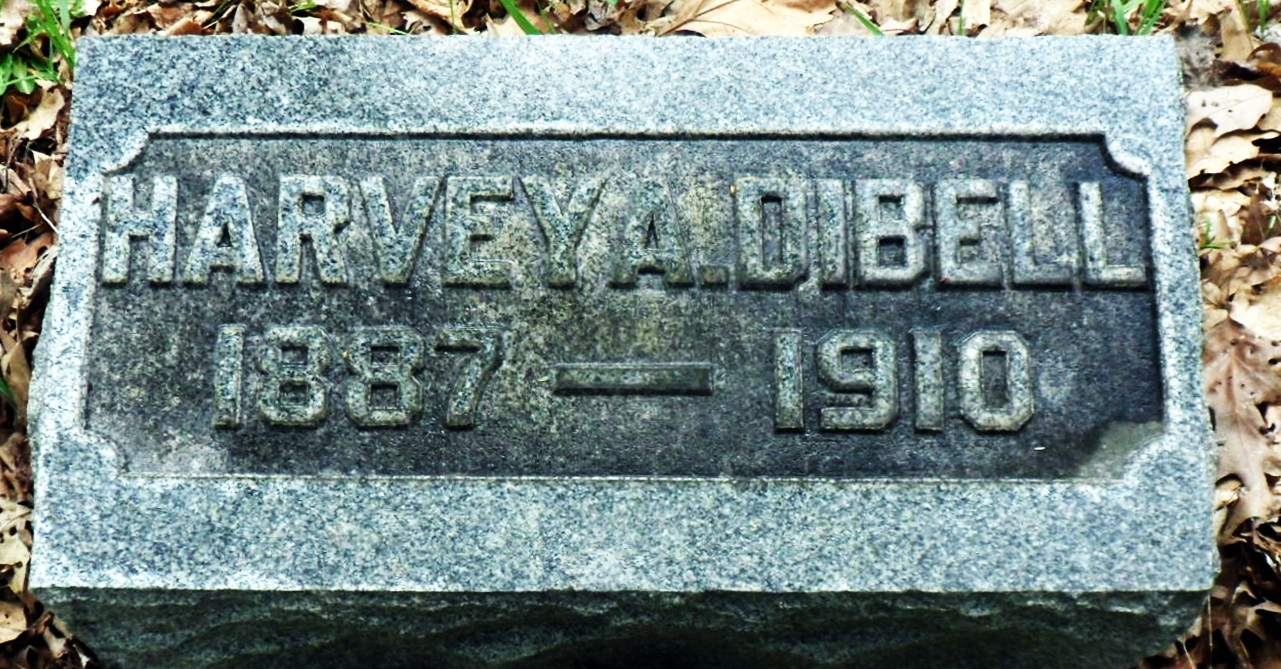 HARVEY A. DIBELL
1887 — 1910